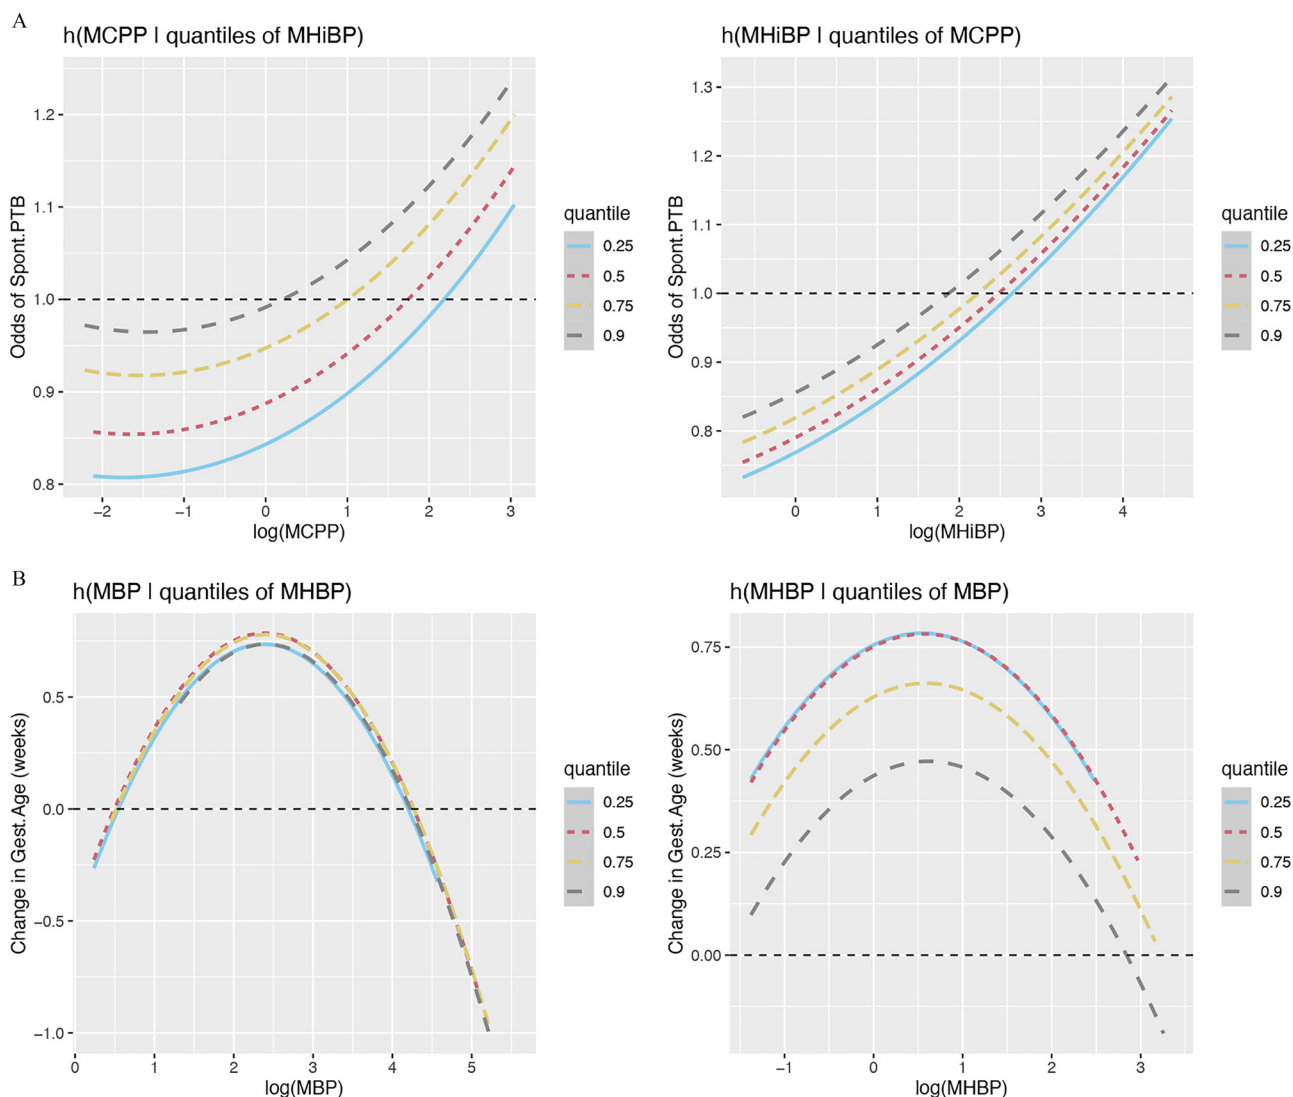 A
h(MCPP | quantiles of MHiBP)
Odds of Spont.PTB
1.2
1.1
1.0
0.9
0.8
−2 −1 0 1 2 3
log(MCPP)
quantile
0.25
0.5
0.75
0.9
h(MHiBP | quantiles of MCPP)
Odds of Spont.PTB
1.3
1.2
1.1
1.0
0.9
0.8
0 1 2 3 4
log(MHiBP)
quantile
0.25
0.5
0.75
0.9
B
h(MBP | quantiles of MHBP)
Change in Gest.Age (weeks)
0.5
0.0
−0.5
−1.0
0 1 2 3 4 5
log(MBP)
quantile
0.25
0.5
0.75
0.9
h(MHBP | quantiles of MBP)
Change in Gest.Age (weeks)
0.75
0.50
0.25
0.00
−1 0 1 2 3
log(MHBP)
quantile
0.25
0.5
0.75
0.9